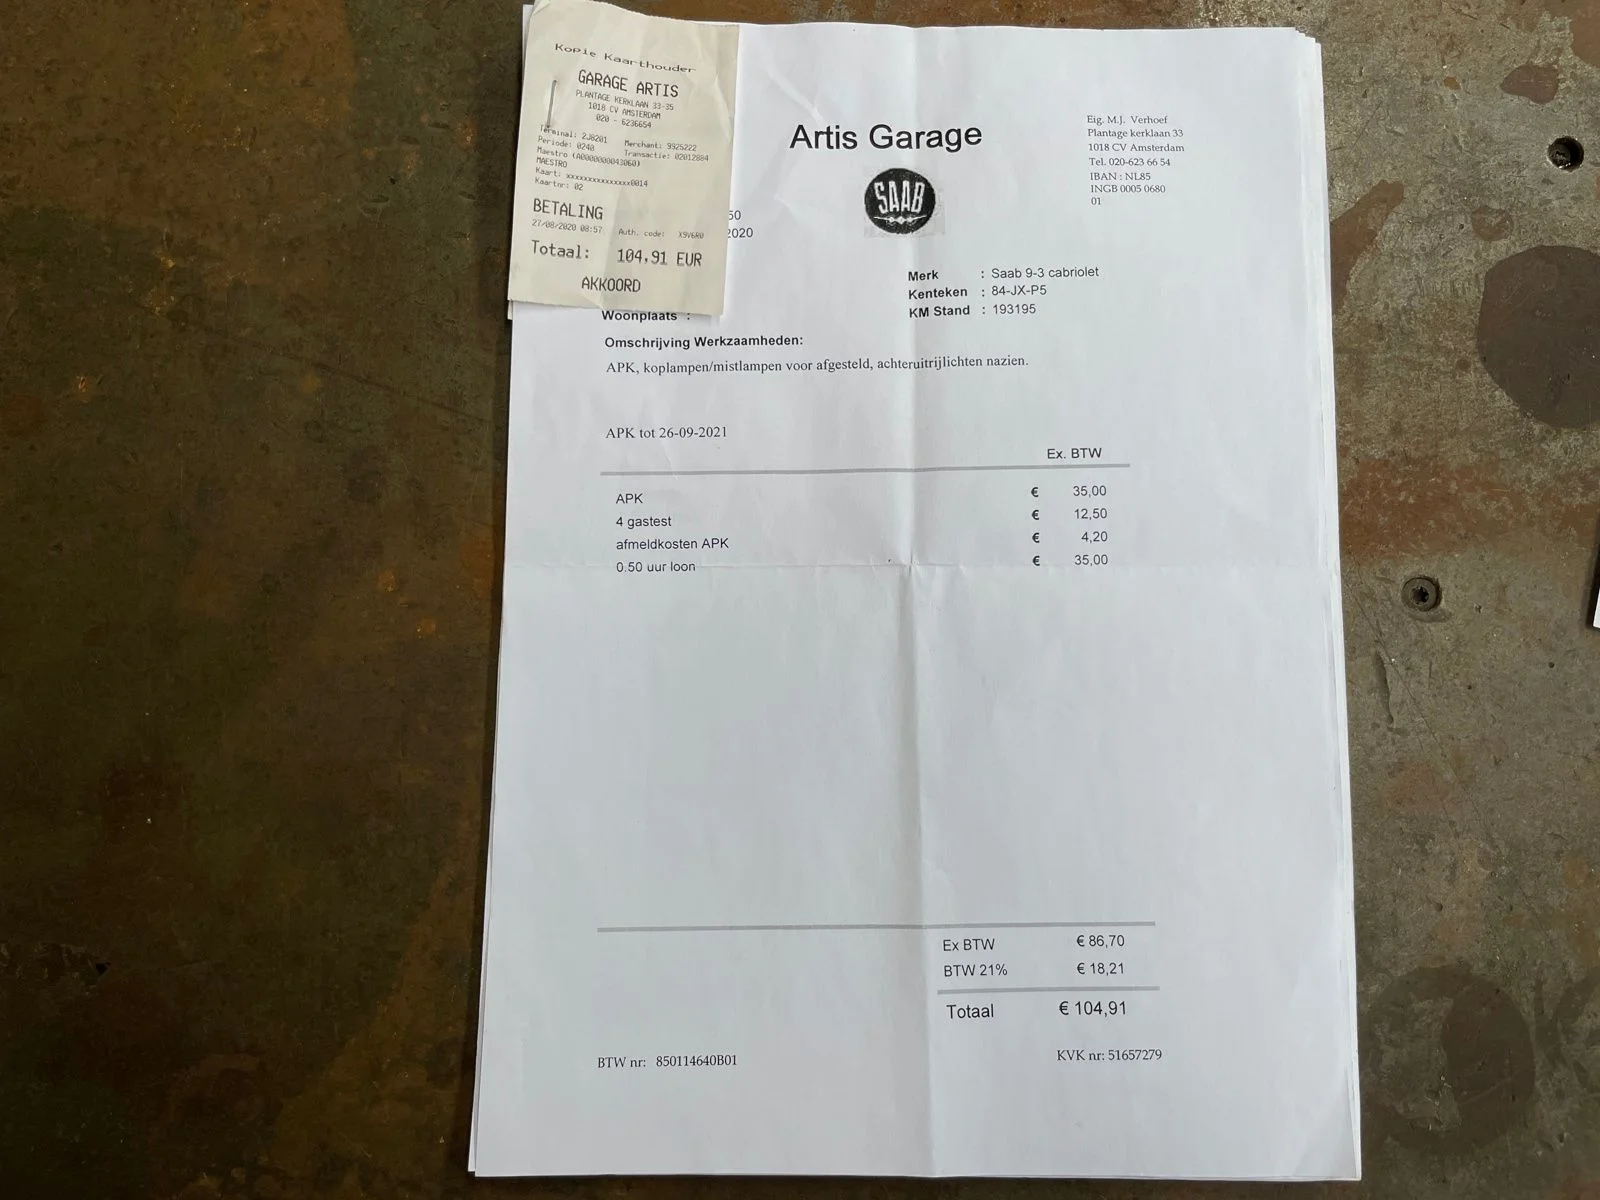 Kopie Kaarthouder
GARAGE ARTIS
PLANTAGE KERKLAAN 33-35
1018 CV AMSTERDAM
020 - 6236654
Terminal: 2J8201 Merchant: 9925222
Periode: 0240 Transactie: 02012884
Maestro (A0000000043060)
MAESTRO
Kaart: xxxxxxxxxxxxxxx0014
Kaartnr: 02
BETALING
27/08/2020 08:57 Auth. code: X9V6R0
Totaal: 104,91 EUR
AKKOORD
Artis Garage
SAAB
Eig. M.J. Verhoef
Plantage kerklaan 33
1018 CV Amsterdam
Tel. 020-623 66 54
IBAN : NL85
INGB 0005 0680
01
50
2020
Merk : Saab 9-3 cabriolet
Kenteken : 84-JX-P5
KM Stand : 193195
Woonplaats :
Omschrijving Werkzaamheden:
APK, koplampen/mistlampen voor afgesteld, achteruitrijlichten nazien.
APK tot 26-09-2021
Ex. BTW
APK € 35,00
4 gastest € 12,50
afmeldkosten APK € 4,20
0.50 uur loon € 35,00
Ex BTW € 86,70
BTW 21% € 18,21
Totaal € 104,91
BTW nr: 850114640B01
KVK nr: 51657279